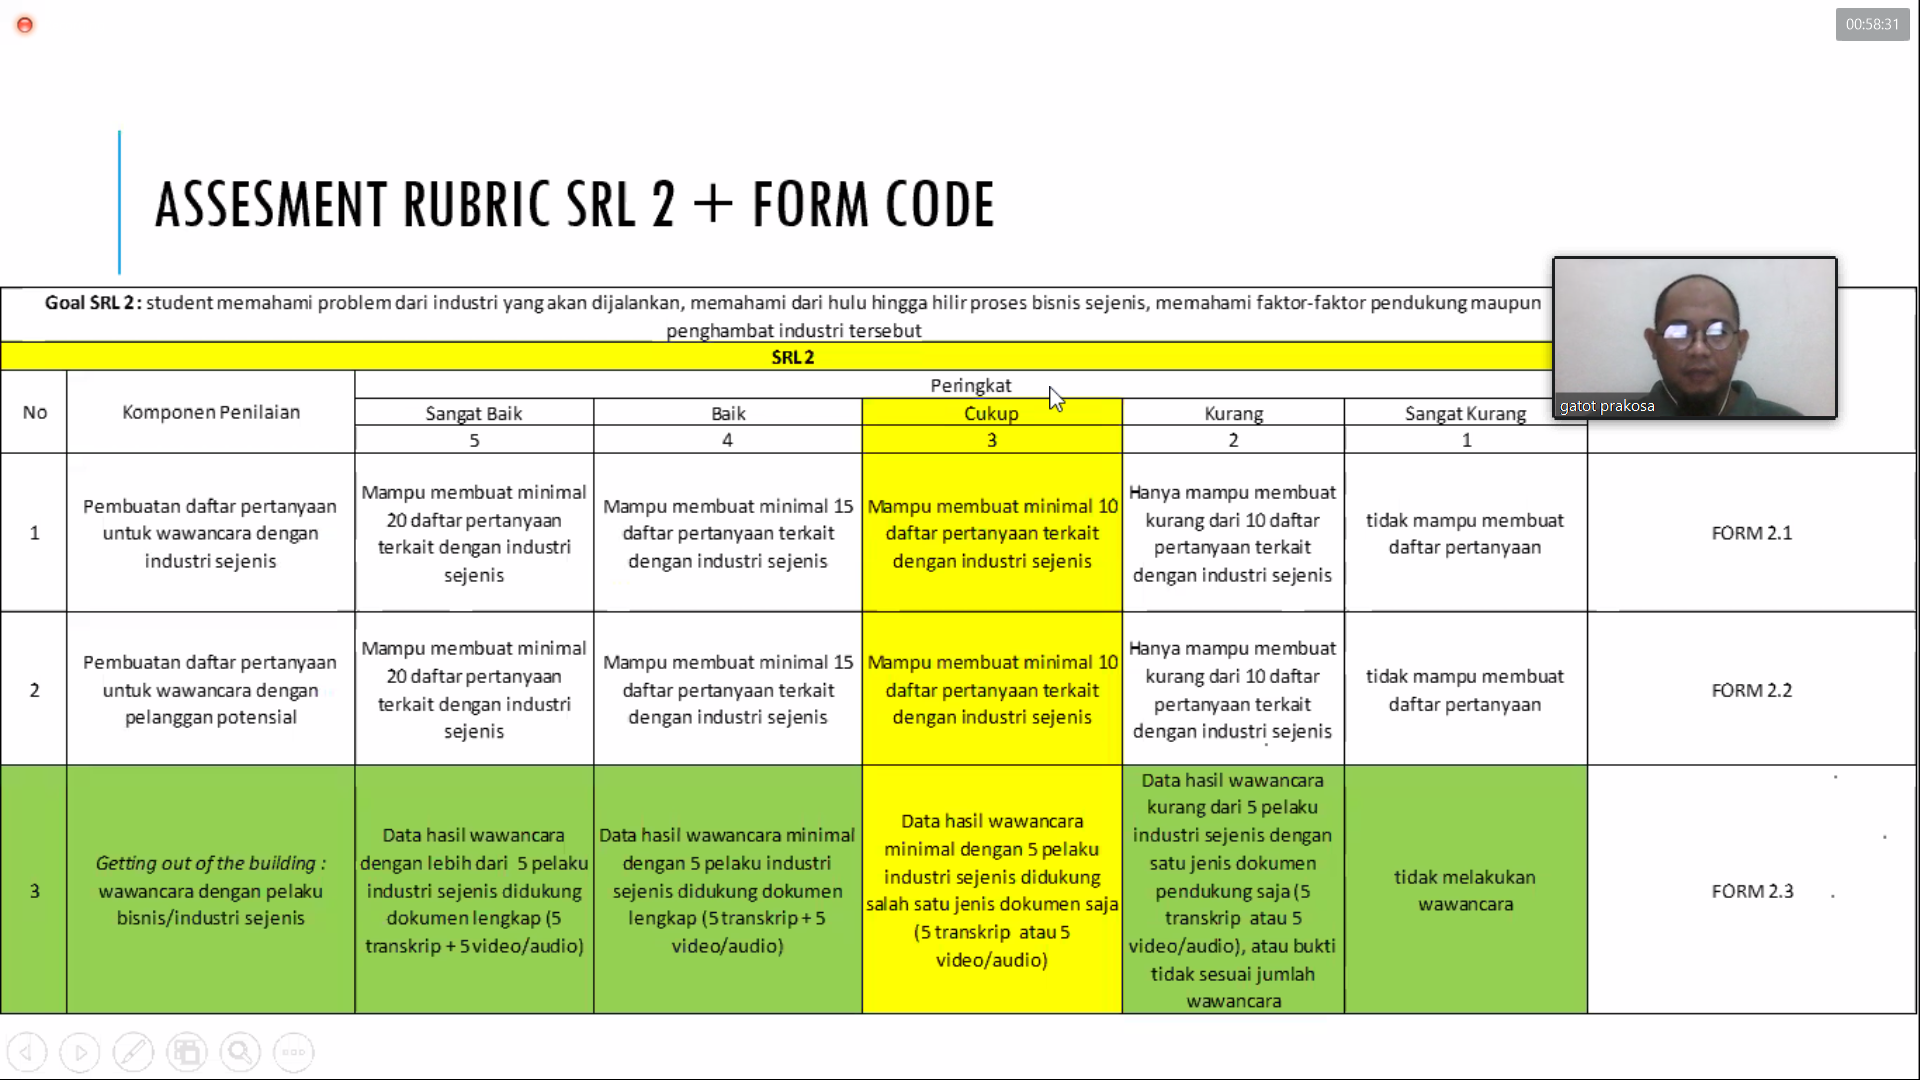 00:58:31
ASSESMENT RUBRIC SRL 2 + FORM CODE
Goal SRL 2 : student memahami problem dari industri yang akan dijalankan, memahami dari hulu hingga hilir proses bisnis sejenis, memahami faktor-faktor pendukung maupun
penghambat industri tersebut
gatot prakosa
SRL 2
No
Komponen Penilaian
Peringkat
Sangat Baik
Baik
Cukup
Kurang
Sangat Kurang
5
4
3
2
1
1
Pembuatan daftar pertanyaan
untuk wawancara dengan
industri sejenis
Mampu membuat minimal
20 daftar pertanyaan
terkait dengan industri
sejenis
Mampu membuat minimal 15
daftar pertanyaan terkait
dengan industri sejenis
Mampu membuat minimal 10
daftar pertanyaan terkait
dengan industri sejenis
Hanya mampu membuat
kurang dari 10 daftar
pertanyaan terkait
dengan industri sejenis
tidak mampu membuat
daftar pertanyaan
FORM 2.1
2
Pembuatan daftar pertanyaan
untuk wawancara dengan
pelanggan potensial
Mampu membuat minimal
20 daftar pertanyaan
terkait dengan industri
sejenis
Mampu membuat minimal 15
daftar pertanyaan terkait
dengan industri sejenis
Mampu membuat minimal 10
daftar pertanyaan terkait
dengan industri sejenis
Hanya mampu membuat
kurang dari 10 daftar
pertanyaan terkait
dengan industri sejenis
tidak mampu membuat
daftar pertanyaan
FORM 2.2
3
Getting out of the building :
wawancara dengan pelaku
bisnis/industri sejenis
Data hasil wawancara
dengan lebih dari 5 pelaku
industri sejenis didukung
dokumen lengkap (5
transkrip + 5 video/audio)
Data hasil wawancara minimal
dengan 5 pelaku industri
sejenis didukung dokumen
lengkap (5 transkrip + 5
video/audio)
Data hasil wawancara
minimal dengan 5 pelaku
industri sejenis didukung
salah satu jenis dokumen saja
(5 transkrip atau 5
video/audio)
Data hasil wawancara
kurang dari 5 pelaku
industri sejenis dengan
satu jenis dokumen
pendukung saja (5
transkrip atau 5
video/audio), atau bukti
tidak sesuai jumlah
wawancara
tidak melakukan
wawancara
FORM 2.3